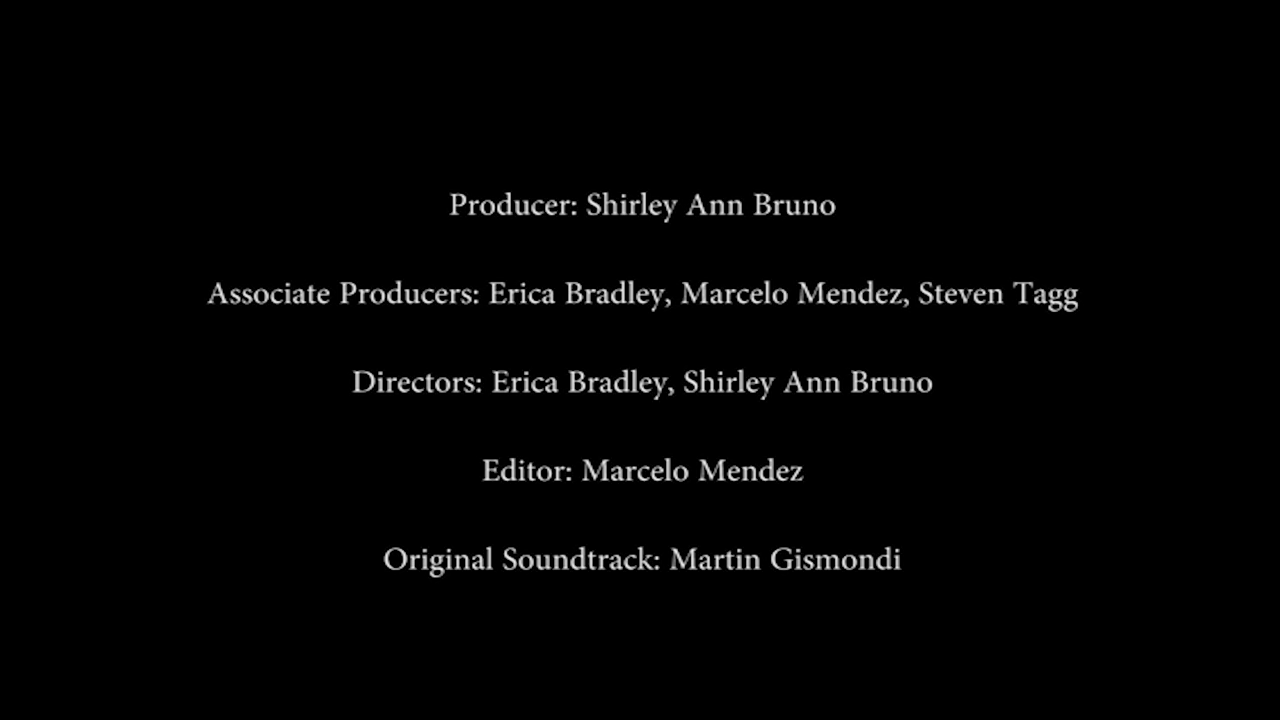 Producer: Shirley Ann Bruno
Associate Producers: Erica Bradley, Marcelo Mendez, Steven Tagg
Directors: Erica Bradley, Shirley Ann Bruno
Editor: Marcelo Mendez
Original Soundtrack: Martin Gismondi